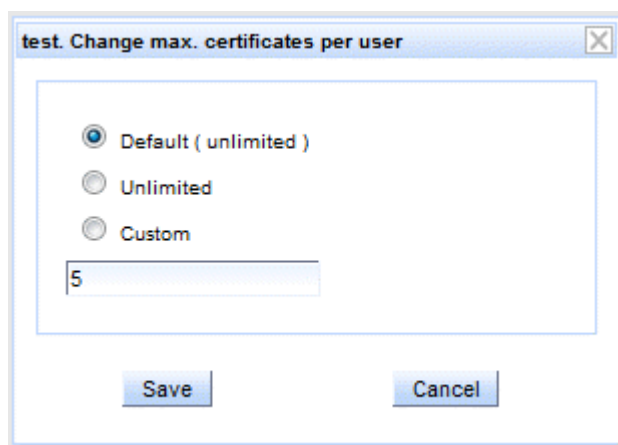 test. Change max. certificates per user
Default ( unlimited )
Unlimited
Custom
5
Save
Cancel